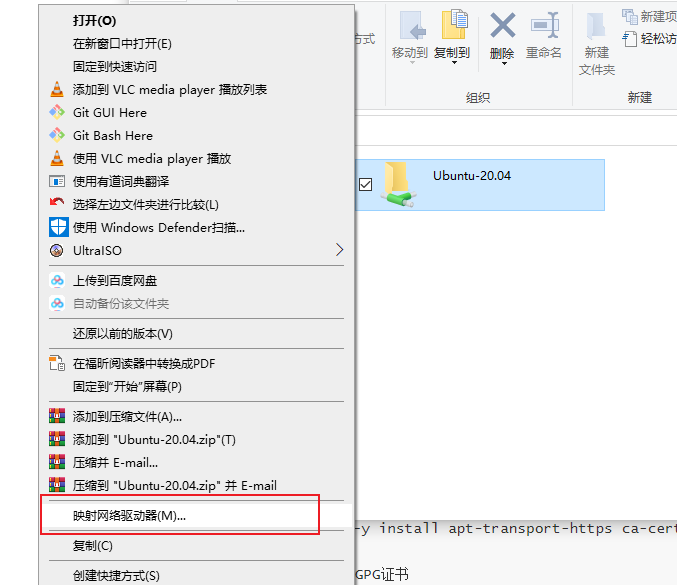 打开(O)
在新窗口中打开(E)
固定到快速访问
添加到 VLC media player 播放列表
Git GUI Here
Git Bash Here
使用 VLC media player 播放
使用有道词典翻译
选择左边文件夹进行比较(L)
使用 Windows Defender扫描...
UltraISO
上传到百度网盘
自动备份该文件夹
还原以前的版本(V)
在福昕阅读器中转换成PDF
固定到"开始"屏幕(P)
添加到压缩文件(A)...
添加到 "Ubuntu-20.04.zip"(T)
压缩并 E-mail...
压缩到 "Ubuntu-20.04.zip" 并 E-mail
映射网络驱动器(M)...
复制(C)
创建快捷方式(S)
方式
移动到
复制到
删除
重命名
组织
新建
文件夹
新建项
轻松访
新建
Ubuntu-20.04
-y install apt-transport-https ca-cert
GPG证书